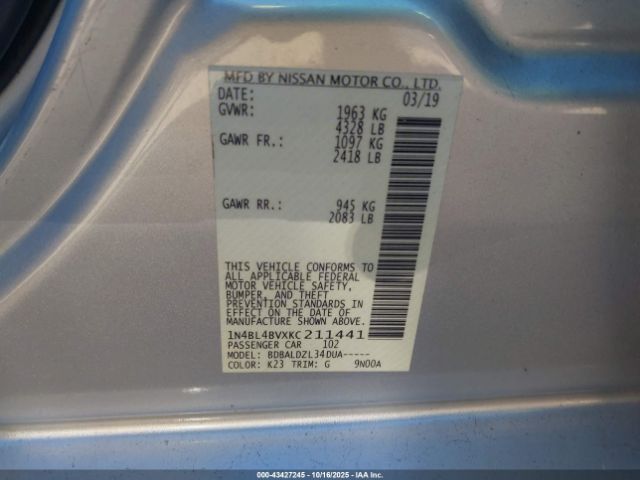 MFD BY NISSAN MOTOR CO., LTD.
DATE: 03/19
GVWR: 1963 KG
4328 LB
GAWR FR.: 1097 KG
2418 LB
GAWR RR.: 945 KG
2083 LB
THIS VEHICLE CONFORMS TO
ALL APPLICABLE FEDERAL
MOTOR VEHICLE SAFETY,
BUMPER, AND THEFT
PREVENTION STANDARDS IN
EFFECT ON THE DATE OF
MANUFACTURE SHOWN ABOVE.
1N4BL4BVXKC211441
PASSENGER CAR 102
MODEL: BDBALDZL34DUA-----
COLOR: K23 TRIM: G 9N00A
000-43427245 - 10/16/2025 - Copyright © IAA, Inc.